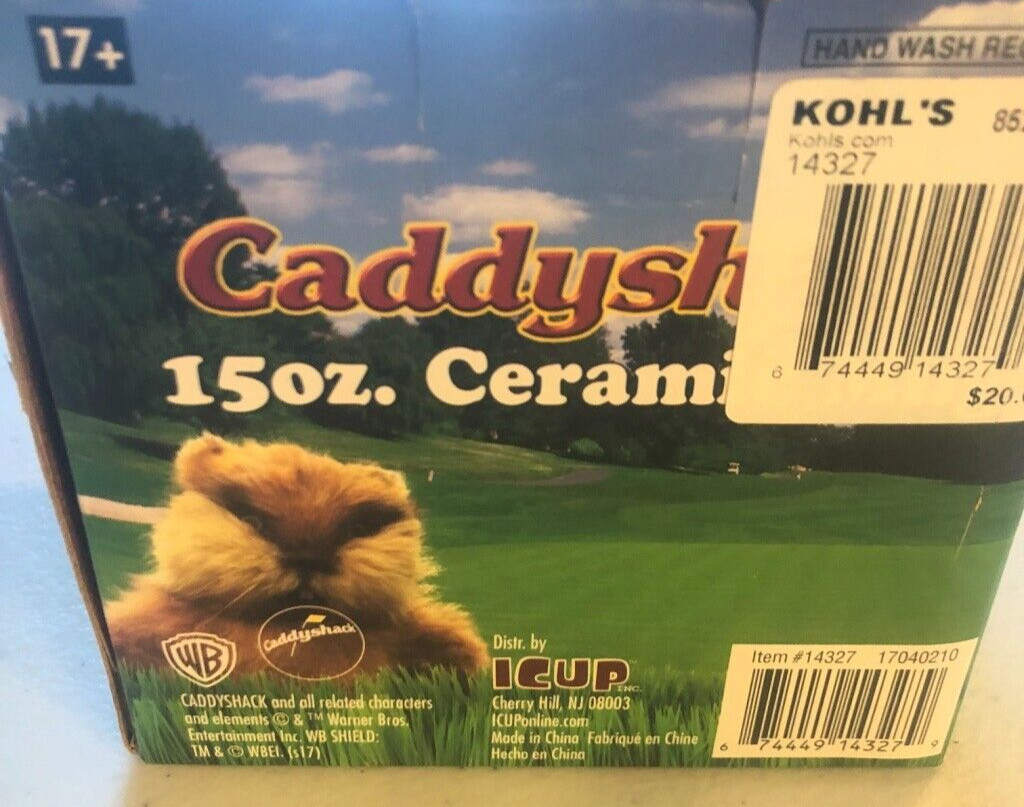 17+
HAND WASH
KOHL'S
Kohls com
14327
6 74449 14327
Caddysh
15oz. Cerami
WB
Caddyshack
CADDYSHACK and all related characters
and elements © & ™ Warner Bros.
Entertainment Inc. WB SHIELD:
TM & © WBEI. (s17)
Distr. by
ICUP INC.
Cherry Hill, NJ 08003
ICUPonline.com
Made in China Fabriqué en Chine
Hecho en China
Item #14327 17040210
6 74449 14327 9